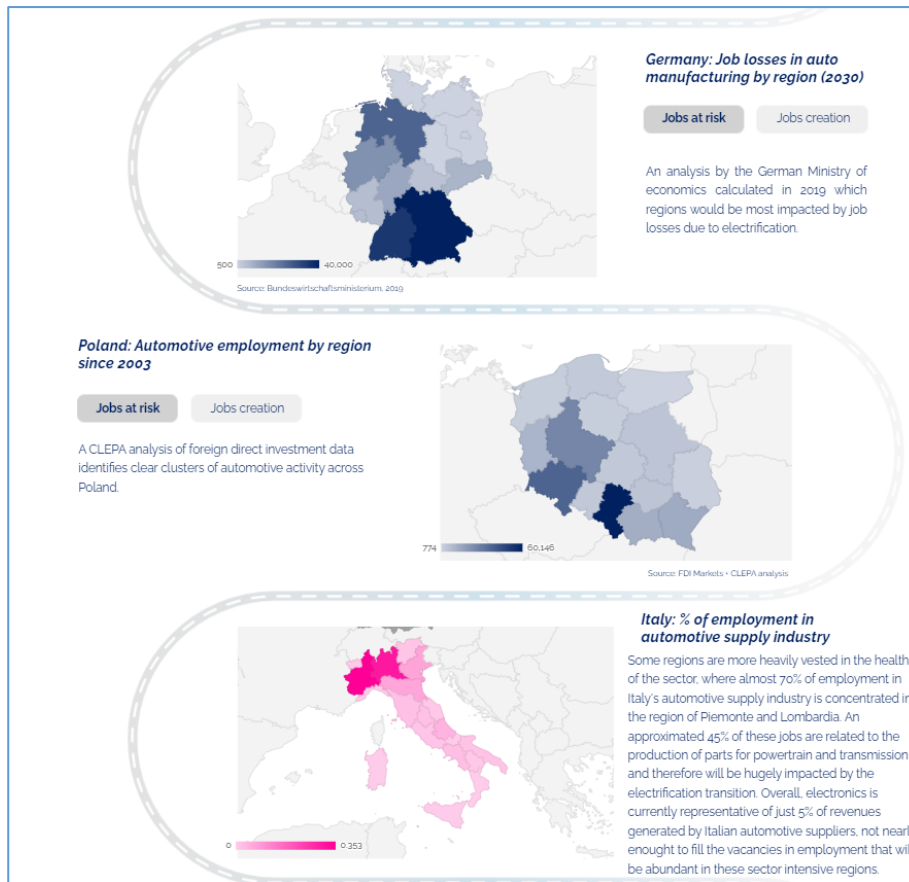 Germany: Job losses in auto
manufacturing by region (2030)
Jobs at risk
Jobs creation
An analysis by the German Ministry of
economics calculated in 2019 which
regions would be most impacted by job
losses due to electrification.
500
40,000
Source: Bundeswirtschaftsministerium, 2019
Poland: Automotive employment by region
since 2003
Jobs at risk
Jobs creation
A CLEPA analysis of foreign direct investment data
identifies clear clusters of automotive activity across
Poland.
774
60,146
Source: FDI Markets + CLEPA analysis
Italy: % of employment in
automotive supply industry
Some regions are more heavily vested in the health
of the sector, where almost 70% of employment in
Italy's automotive supply industry is concentrated in
the region of Piemonte and Lombardia. An
approximated 45% of these jobs are related to the
production of parts for powertrain and transmission
and therefore will be hugely impacted by the
electrification transition. Overall, electronics is
currently representative of just 5% of revenues
generated by Italian automotive suppliers, not nearl
enought to fill the vacancies in employment that wil
be abundant in these sector intensive regions.
0
0.353